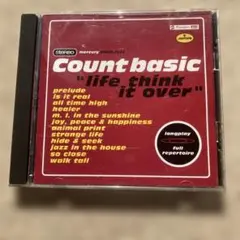 stereo
Count basic
"life think
it over"
prelude
is it real
all time high
healer
m. l. in the sunshine
joy, peace & happiness
animal print
strange life
hide & seek
jazz in the house
so close
walk tall
longplay
full
repertoire